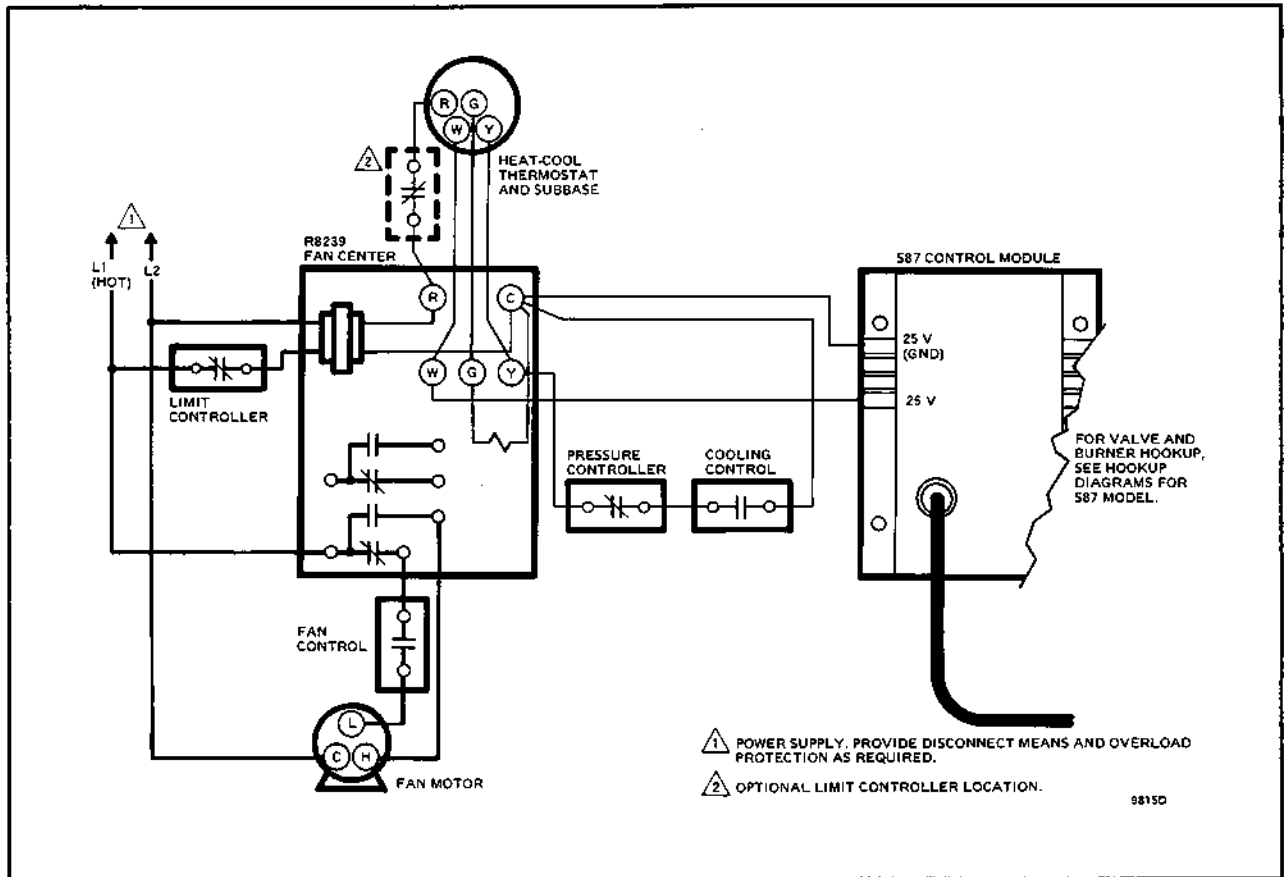 R G
W Y
HEAT-COOL
THERMOSTAT
AND SUBBASE
2
1
L1
(HOT)
L2
R8239
FAN CENTER
R
C
W G Y
LIMIT
CONTROLLER
S87 CONTROL MODULE
25 V
(GND)
25 V
PRESSURE
CONTROLLER
COOLING
CONTROL
FOR VALVE AND
BURNER HOOKUP,
SEE HOOKUP
DIAGRAMS FOR
S87 MODEL.
FAN
CONTROL
L
C H
FAN MOTOR
1 POWER SUPPLY. PROVIDE DISCONNECT MEANS AND OVERLOAD
PROTECTION AS REQUIRED.
2 OPTIONAL LIMIT CONTROLLER LOCATION.
9815D